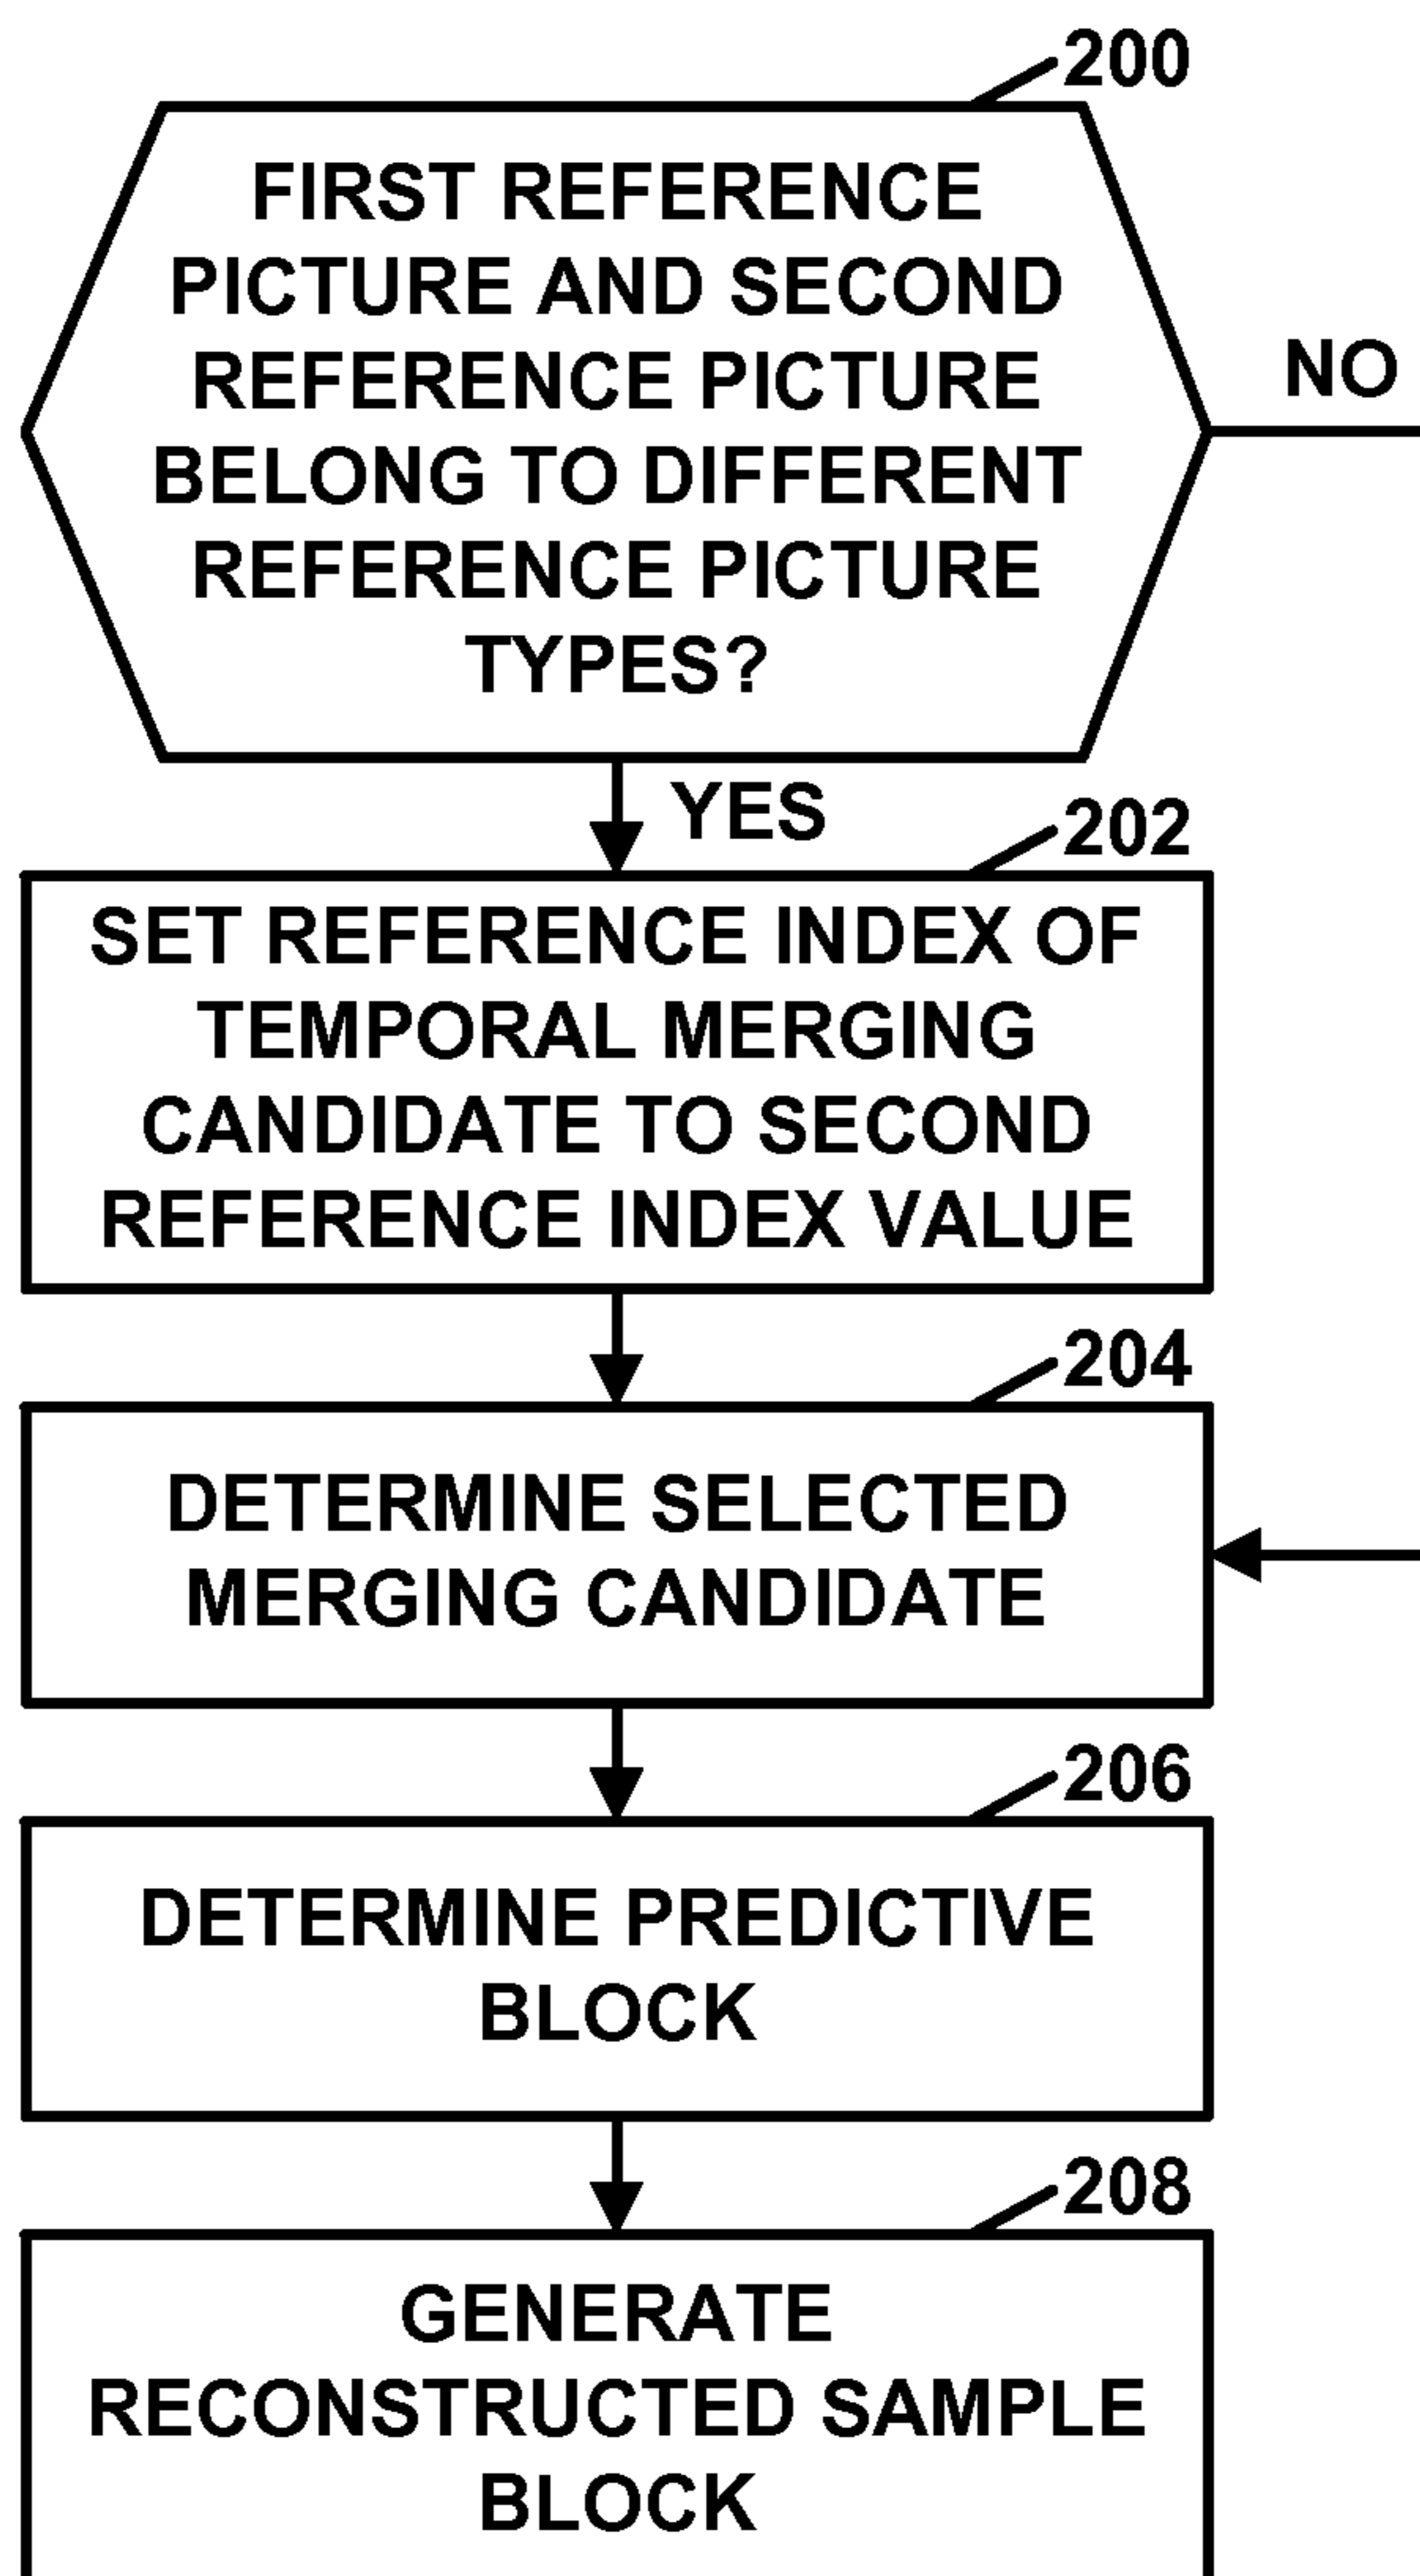 200
FIRST REFERENCE
PICTURE AND SECOND
REFERENCE PICTURE
BELONG TO DIFFERENT
REFERENCE PICTURE
TYPES?
NO
YES
202
SET REFERENCE INDEX OF
TEMPORAL MERGING
CANDIDATE TO SECOND
REFERENCE INDEX VALUE
204
DETERMINE SELECTED
MERGING CANDIDATE
206
DETERMINE PREDICTIVE
BLOCK
208
GENERATE
RECONSTRUCTED SAMPLE
BLOCK